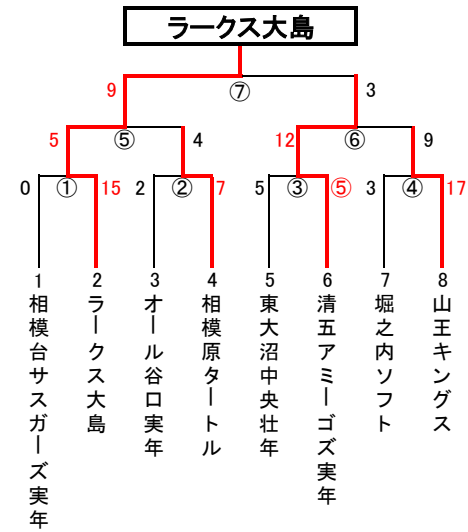 ラークス大島
9 ⑦ 3
5 ⑤ 4 12 ⑥ 9
0 ① 15 2 ② 7 5 ③ ⑤ 3 ④ 17
1 2 3 4 5 6 7 8
相模台サスガーズ実年
ラークス大島
オール谷口実年
相模原タートル
東大沼中央壮年
清五アミーゴズ実年
堀之内ソフト
山王キングス